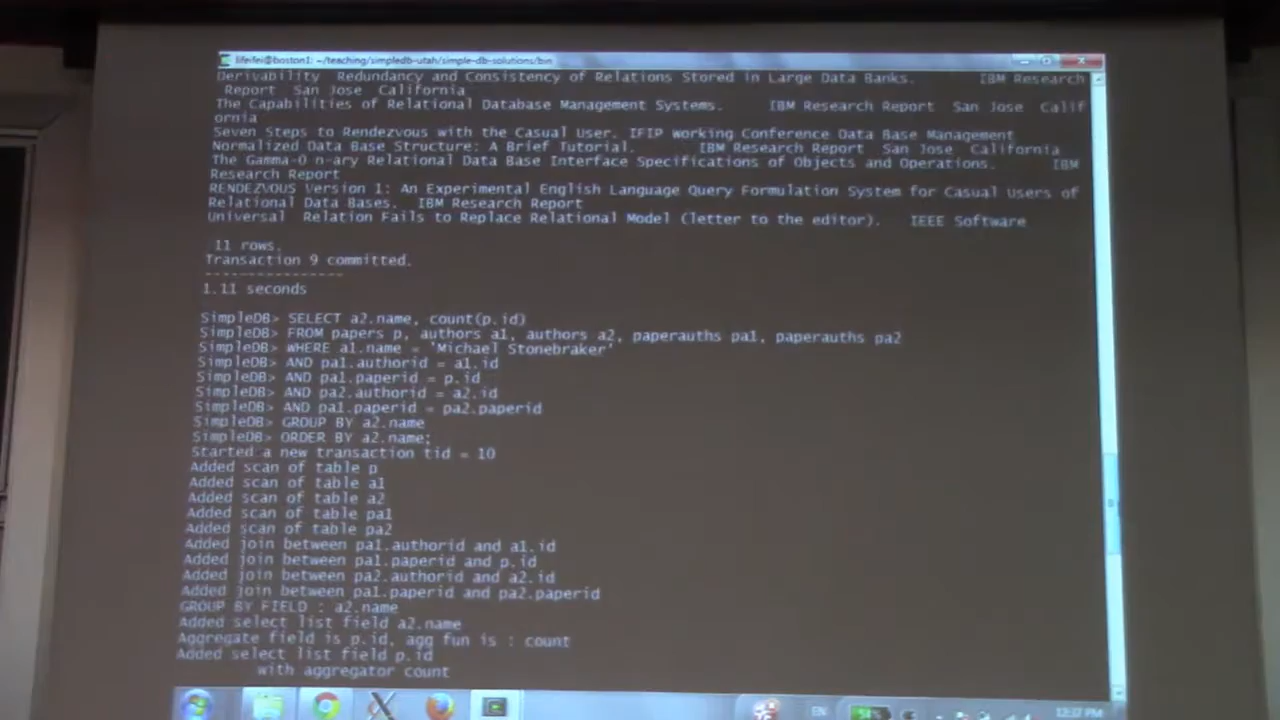 lifeifei@boston1: ~/teaching/simpledb-utah/simple-db-solutions/bin
Derivability  Redundancy and Consistency of Relations Stored in Large Data Banks.        IBM Research
 Report  San Jose  California
The Capabilities of Relational Database Management Systems.      IBM Research Report  San Jose  Calif
ornia
Seven Steps to Rendezvous with the Casual User. IFIP Working Conference Data Base Management
Normalized Data Base Structure: A Brief Tutorial.        IBM Research Report  San Jose  California
The Gamma-0 n-ary Relational Data Base Interface Specifications of Objects and Operations.       IBM
Research Report
RENDEZVOUS Version 1: An Experimental English Language Query Formulation System for Casual Users of
Relational Data Bases.  IBM Research Report
Universal  Relation Fails to Replace Relational Model (letter to the editor).   IEEE Software
11 rows.
Transaction 9 committed.
----------------
1.11 seconds
SimpleDB> SELECT a2.name, count(p.id)
SimpleDB> FROM papers p, authors a1, authors a2, paperauths pa1, paperauths pa2
SimpleDB> WHERE a1.name = 'Michael Stonebraker'
SimpleDB> AND pa1.authorid = a1.id
SimpleDB> AND pa1.paperid = p.id
SimpleDB> AND pa2.authorid = a2.id
SimpleDB> AND pa1.paperid = pa2.paperid
SimpleDB> GROUP BY a2.name
SimpleDB> ORDER BY a2.name;
Started a new transaction tid = 10
Added scan of table p
Added scan of table a1
Added scan of table a2
Added scan of table pa1
Added scan of table pa2
Added join between pa1.authorid and a1.id
Added join between pa1.paperid and p.id
Added join between pa2.authorid and a2.id
Added join between pa1.paperid and pa2.paperid
GROUP BY FIELD : a2.name
Added select list field a2.name
Aggregate field is p.id, agg fun is : count
Added select list field p.id
        with aggregator count
EN
12:37 PM